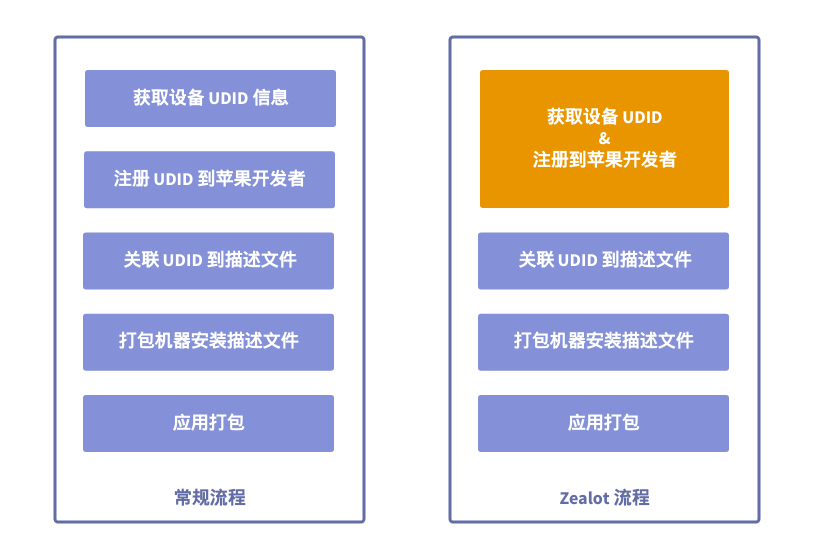 获取设备 UDID 信息
注册 UDID 到苹果开发者
关联 UDID 到描述文件
打包机器安装描述文件
应用打包
常规流程
获取设备 UDID
&
注册到苹果开发者
关联 UDID 到描述文件
打包机器安装描述文件
应用打包
Zealot 流程